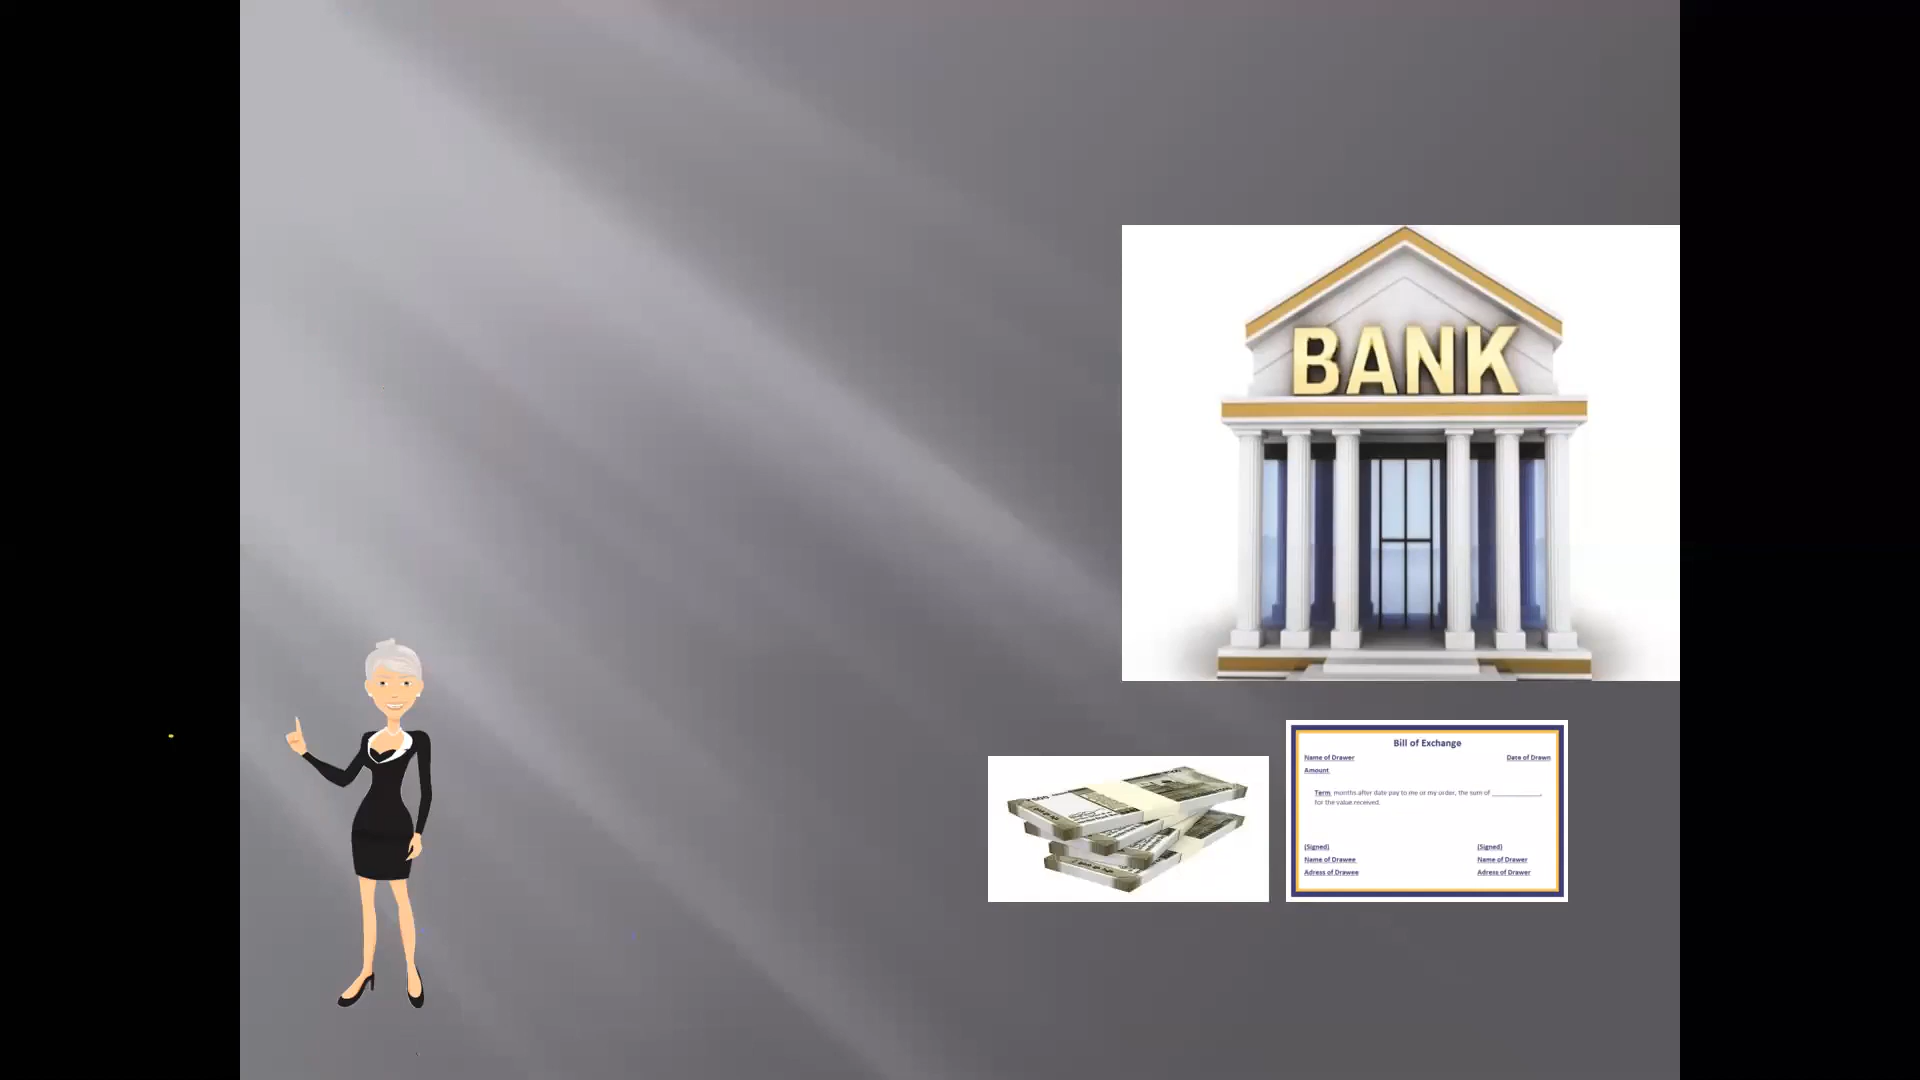 BANK
Bill of Exchange
Name of Drawer Date of Drawn
Amount
Term months after date pay to me or my order, the sum of ______________,
for the value received.
(Signed) (Signed)
Name of Drawee Name of Drawer
Adress of Drawee Adress of Drawer